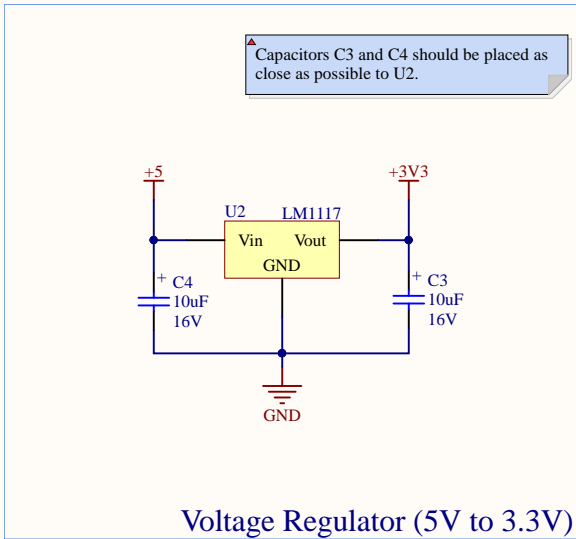 Capacitors C3 and C4 should be placed as
close as possible to U2.
+5
+3V3
U2
LM1117
Vin
Vout
GND
+
C4
10uF
16V
+
C3
10uF
16V
GND
Voltage Regulator (5V to 3.3V)